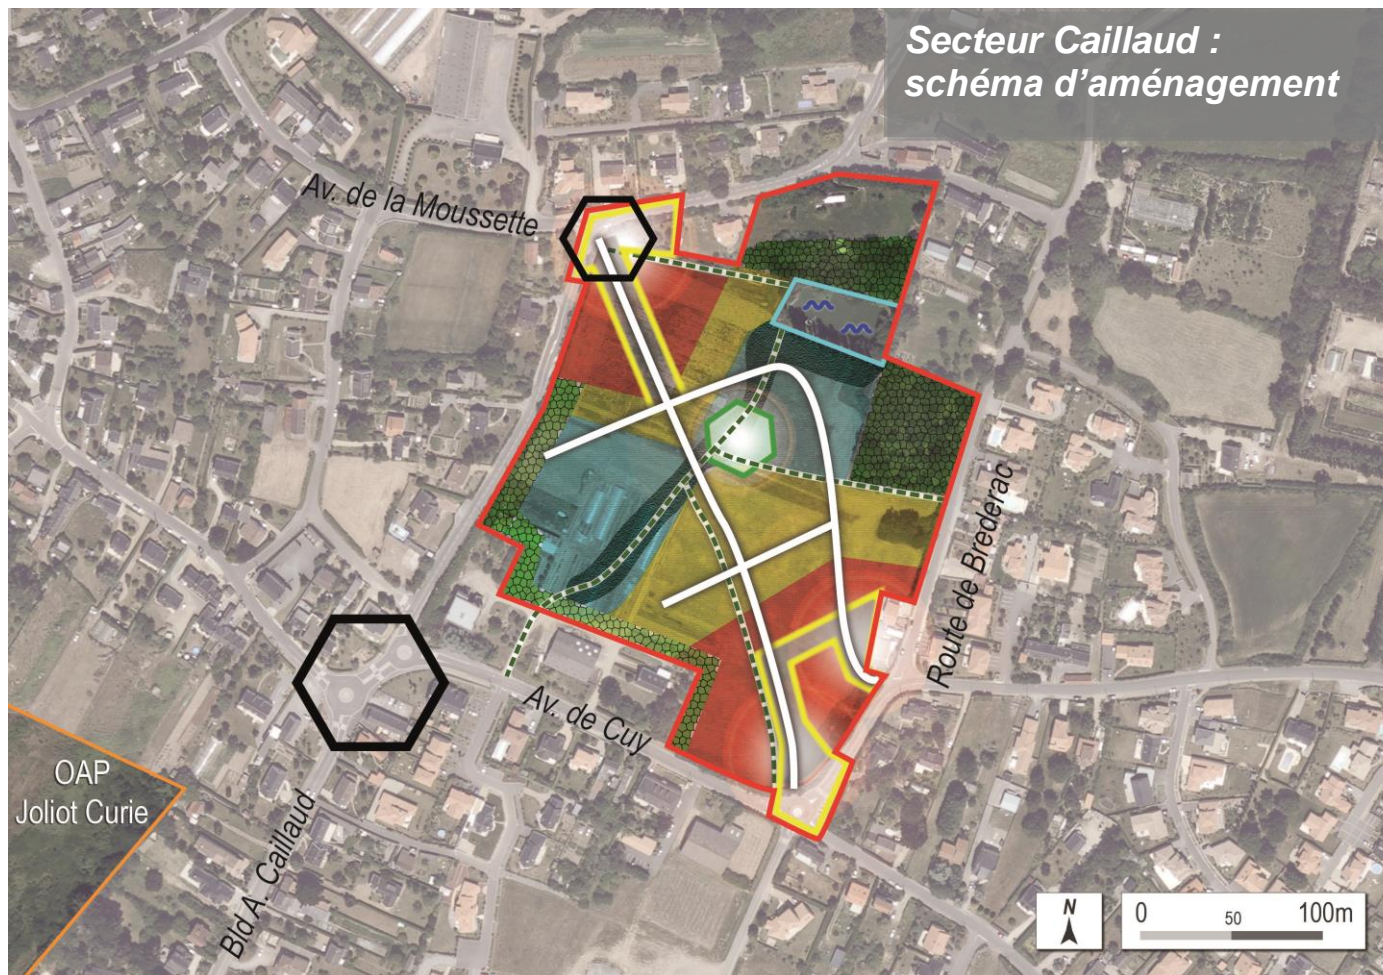 Secteur Caillaud :
schéma d'aménagement
Av. de la Moussette
Route de Brederac
Av. de Cuy
OAP
Joliot Curie
Bld A. Caillaud
N
0 50 100m